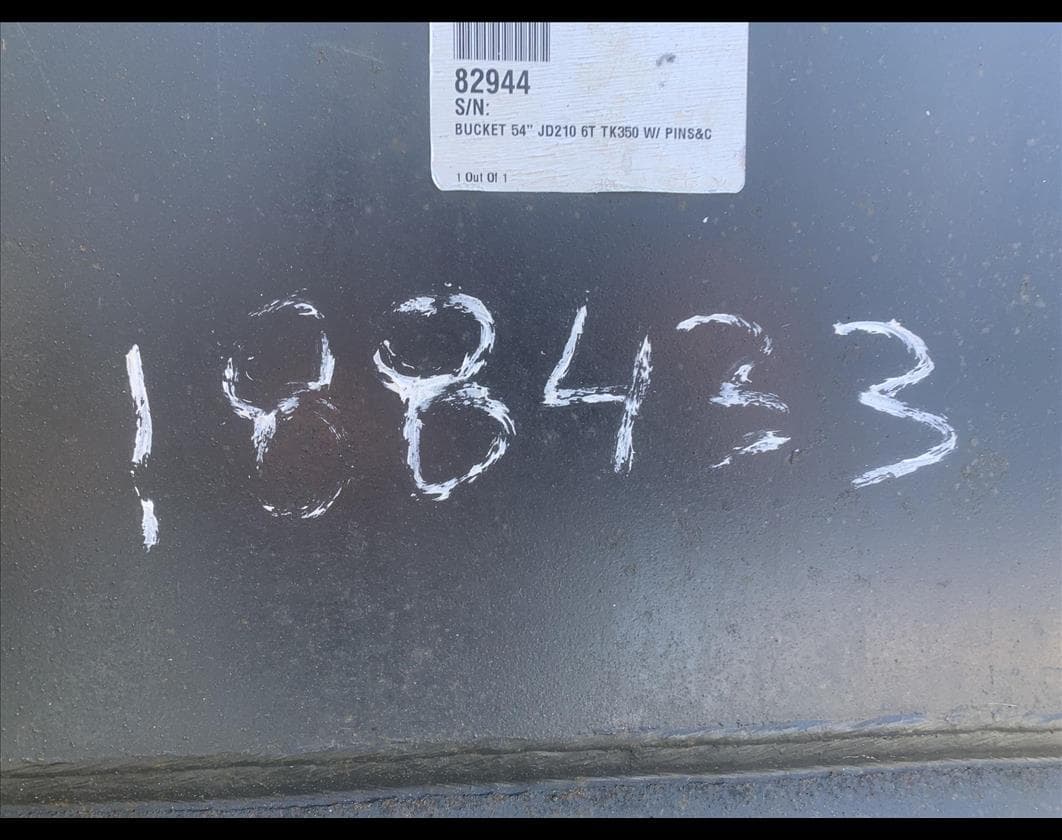 82944
S/N:
BUCKET 54" JD210 6T TK350 W/ PINS&C
1 Out Of 1
188433